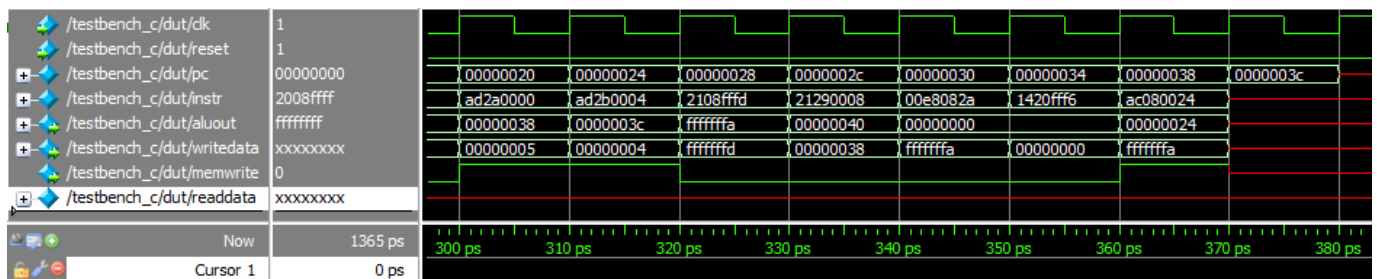 /testbench_c/dut/clk 1
/testbench_c/dut/reset 1
/testbench_c/dut/pc 00000000 00000020 00000024 00000028 0000002c 00000030 00000034 00000038 0000003c
/testbench_c/dut/instr 2008ffff ad2a0000 ad2b0004 2108fffd 21290008 00e8082a 1420fff6 ac080024
/testbench_c/dut/aluout ffffffff 00000038 0000003c fffffffa 00000040 00000000 00000024
/testbench_c/dut/writedata xxxxxxxx 00000005 00000004 fffffffd 00000038 fffffffa 00000000 fffffffa
/testbench_c/dut/memwrite 0
/testbench_c/dut/readdata xxxxxxxx
Now 1365 ps 300 ps 310 ps 320 ps 330 ps 340 ps 350 ps 360 ps 370 ps 380 ps
Cursor 1 0 ps